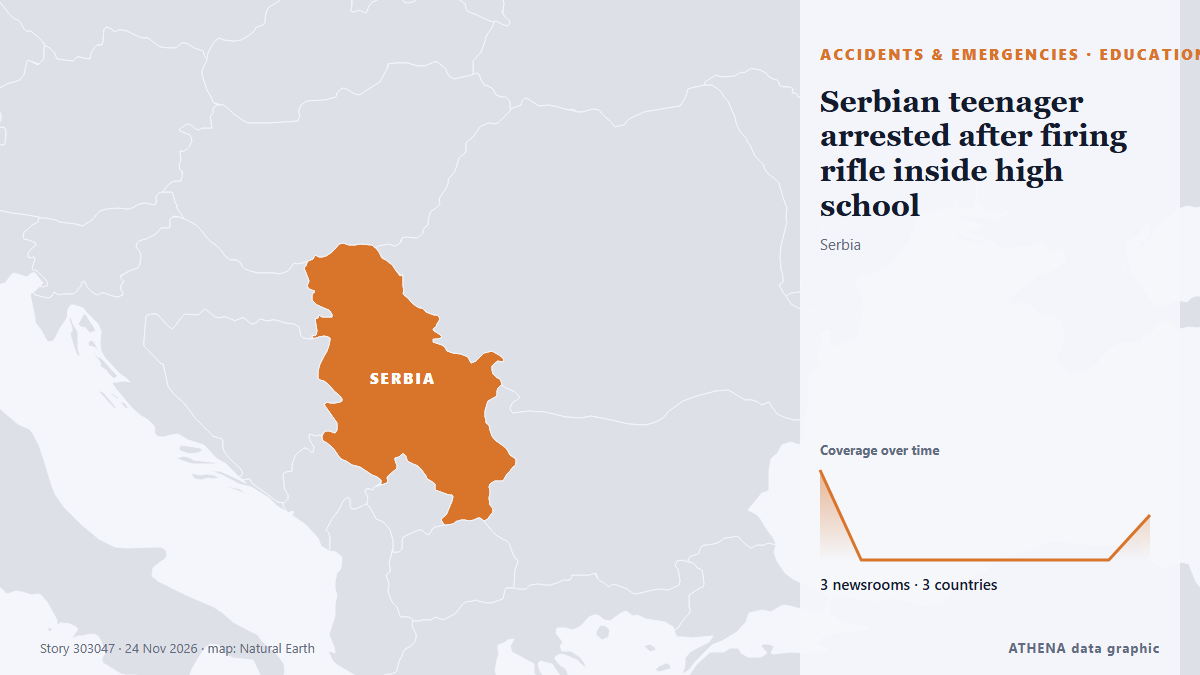 ACCIDENTS & EMERGENCIES · EDUCATION
Serbian teenager
arrested after firing
rifle inside high
school
Serbia
SERBIA
Coverage over time
3 newsrooms · 3 countries
Story 303047 · 24 Nov 2026 · map: Natural Earth
ATHENA data graphic